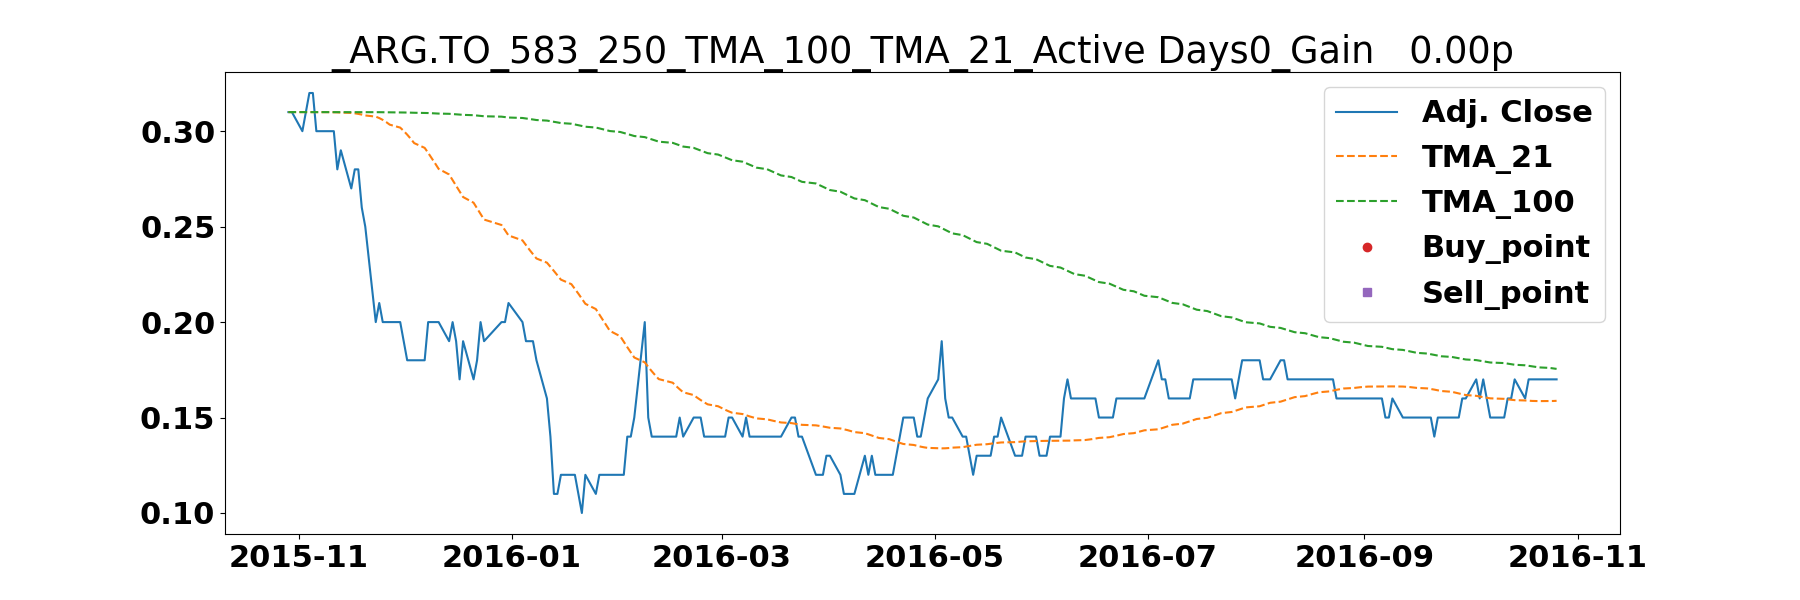 _ARG.TO_583_250_TMA_100_TMA_21_Active Days0_Gain   0.00p
Adj. Close
TMA_21
TMA_100
Buy_point
Sell_point
0.30
0.25
0.20
0.15
0.10
2015-11
2016-01
2016-03
2016-05
2016-07
2016-09
2016-11